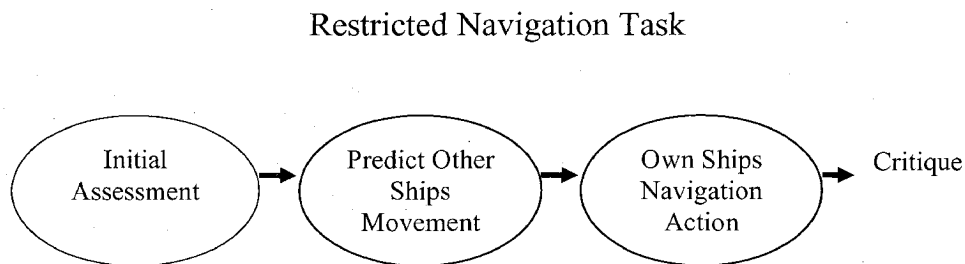 Restricted Navigation Task
Initial
Assessment
Predict Other
Ships
Movement
Own Ships
Navigation
Action
Critique